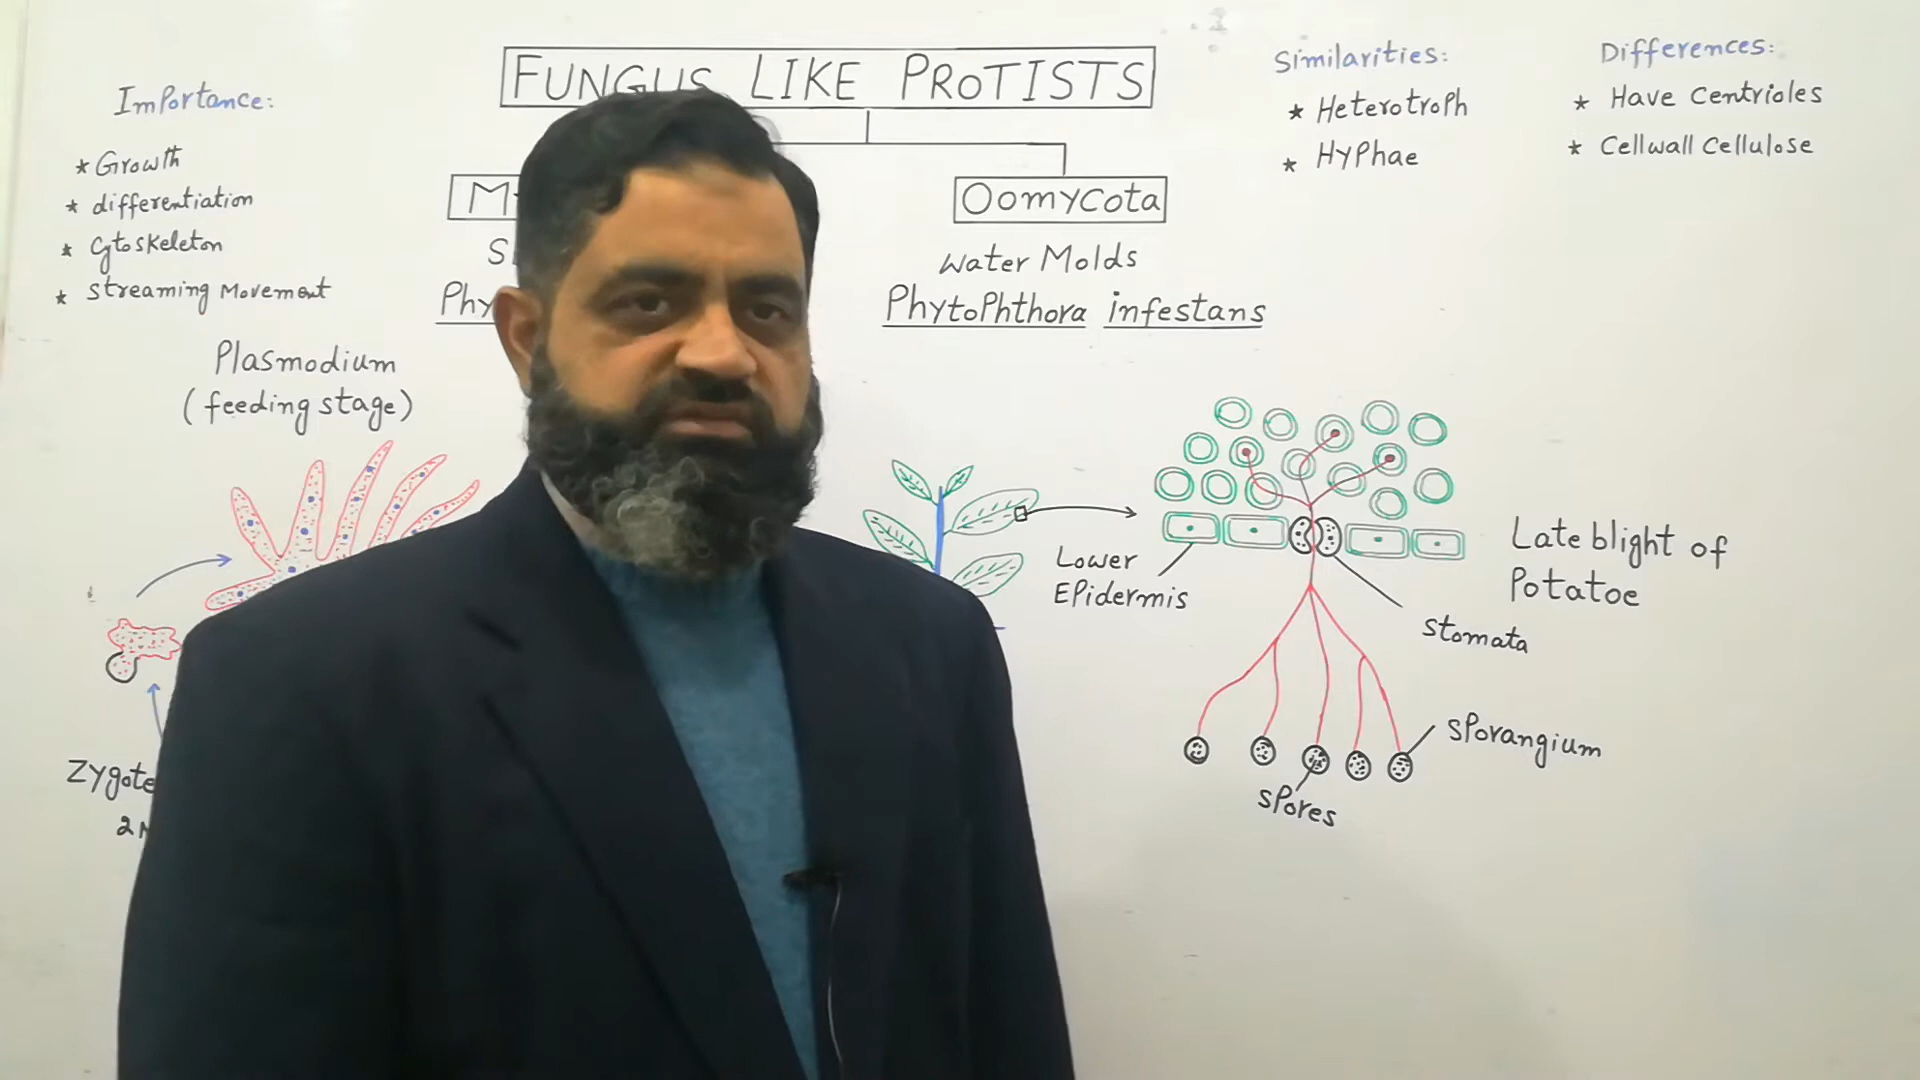 FUNGUS LIKE PROTISTS
Importance:
* Growth
* differentiation
* Cytoskeleton
* Streaming Movement
Plasmodium
(feeding stage)
Zygote
Oomycota
Water Molds
Phytophthora infestans
Similarities:
* Heterotroph
* Hyphae
Differences:
* Have Centrioles
* Cellwall Cellulose
Lower
Epidermis
Late blight of
Potatoe
Stomata
Sporangium
Spores